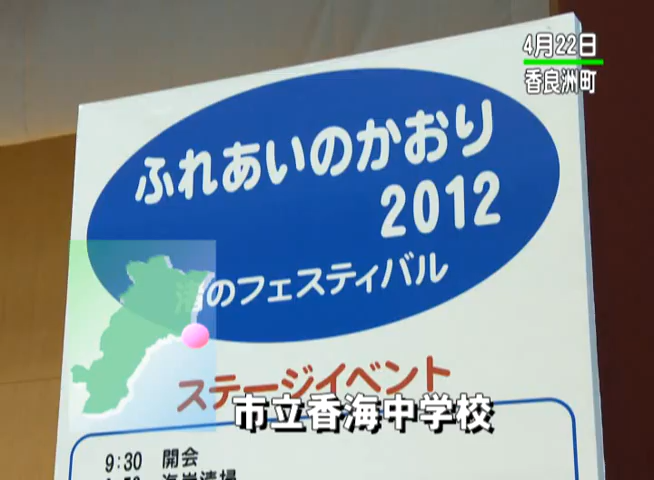 4月22日
香良洲町
ふれあいのかおり
2012
渚のフェスティバル
ステージイベント
市立香海中学校
9:30 開会